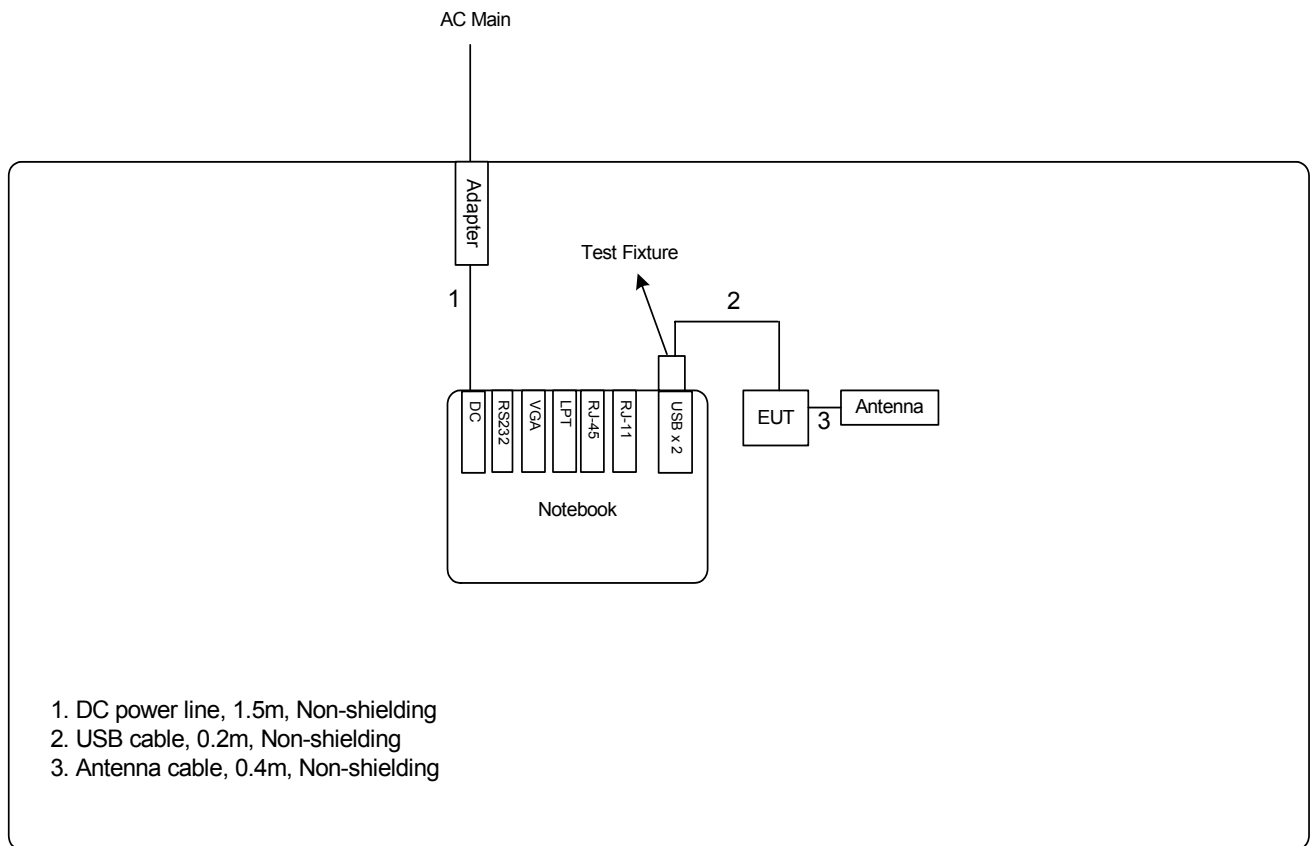 AC Main
Adapter
Test Fixture
1
2
DC
RS232
VGA
LPT
RJ-45
RJ-11
USB x 2
EUT
3
Antenna
Notebook
1. DC power line, 1.5m, Non-shielding
2. USB cable, 0.2m, Non-shielding
3. Antenna cable, 0.4m, Non-shielding